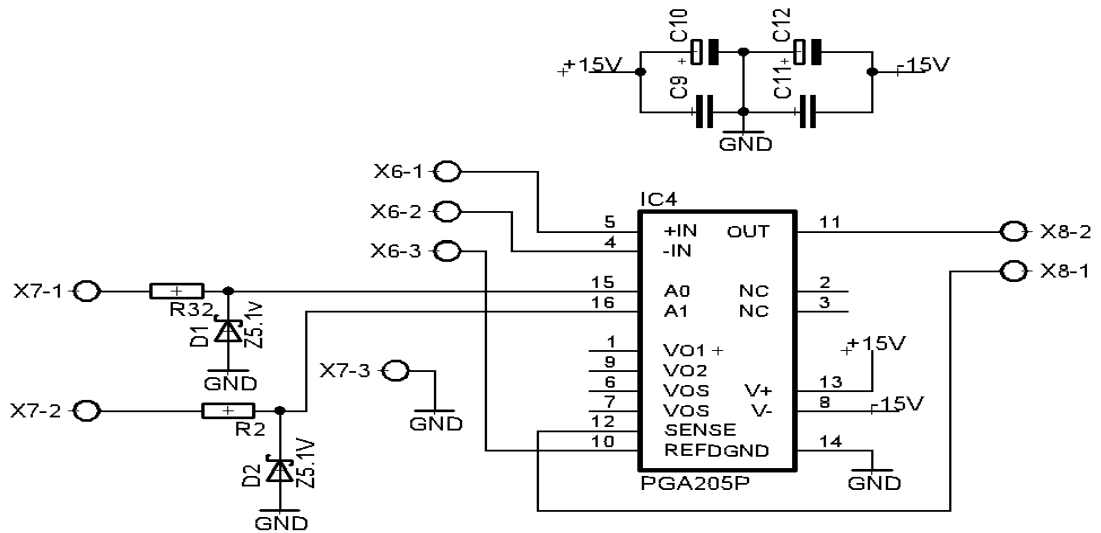 C10 C12
+15V -15V
C9 C11
GND
X6-1
X6-2
X6-3
IC4
5 +IN OUT 11
4 -IN
X8-2
X8-1
X7-1
R32
15 A0 NC 2
16 A1 NC 3
D1 Z5.1v
GND
X7-2
R2
X7-3
GND
1 VO1 +
9 VO2
6 VOS V+ 13
7 VOS V- 8
12 SENSE
10 REFDGND 14
+15V
-15V
GND
PGA205P
D2 Z5.1V
GND